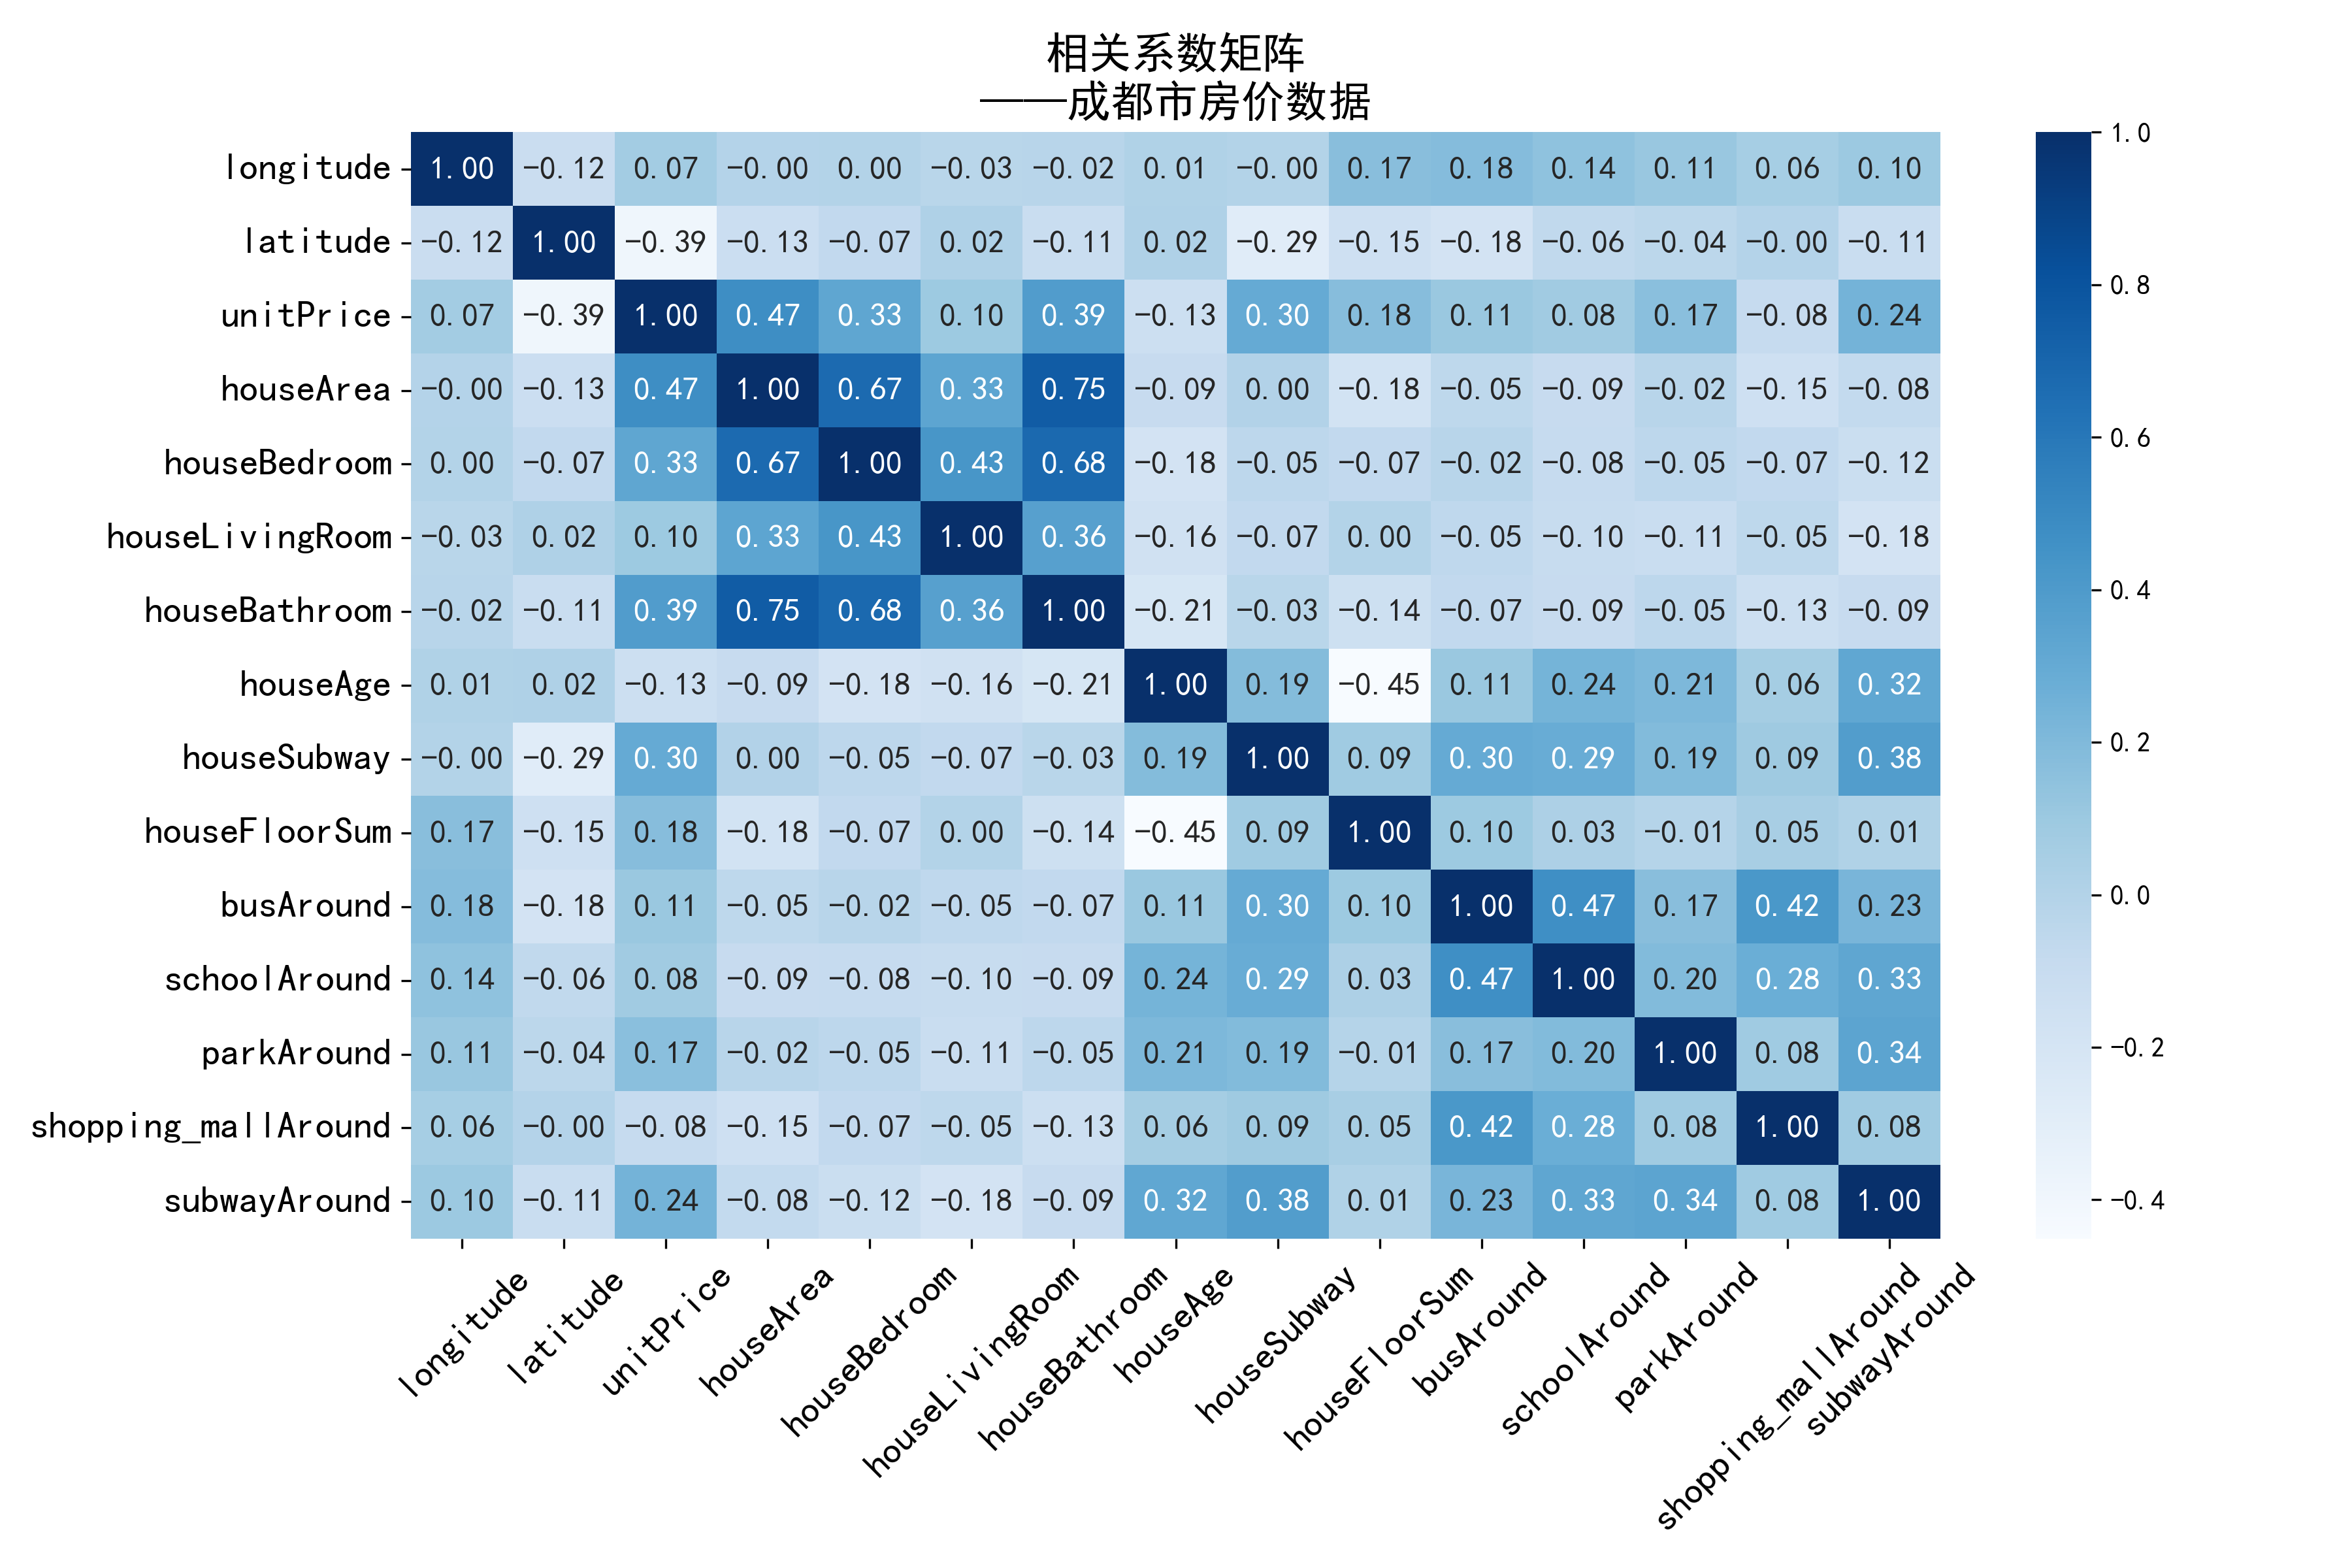 相关系数矩阵
——成都市房价数据
longitude 1.00 -0.12 0.07 -0.00 0.00 -0.03 -0.02 0.01 -0.00 0.17 0.18 0.14 0.11 0.06 0.10
latitude -0.12 1.00 -0.39 -0.13 -0.07 0.02 -0.11 0.02 -0.29 -0.15 -0.18 -0.06 -0.04 -0.00 -0.11
unitPrice 0.07 -0.39 1.00 0.47 0.33 0.10 0.39 -0.13 0.30 0.18 0.11 0.08 0.17 -0.08 0.24
houseArea -0.00 -0.13 0.47 1.00 0.67 0.33 0.75 -0.09 0.00 -0.18 -0.05 -0.09 -0.02 -0.15 -0.08
houseBedroom 0.00 -0.07 0.33 0.67 1.00 0.43 0.68 -0.18 -0.05 -0.07 -0.02 -0.08 -0.05 -0.07 -0.12
houseLivingRoom -0.03 0.02 0.10 0.33 0.43 1.00 0.36 -0.16 -0.07 0.00 -0.05 -0.10 -0.11 -0.05 -0.18
houseBathroom -0.02 -0.11 0.39 0.75 0.68 0.36 1.00 -0.21 -0.03 -0.14 -0.07 -0.09 -0.05 -0.13 -0.09
houseAge 0.01 0.02 -0.13 -0.09 -0.18 -0.16 -0.21 1.00 0.19 -0.45 0.11 0.24 0.21 0.06 0.32
houseSubway -0.00 -0.29 0.30 0.00 -0.05 -0.07 -0.03 0.19 1.00 0.09 0.30 0.29 0.19 0.09 0.38
houseFloorSum 0.17 -0.15 0.18 -0.18 -0.07 0.00 -0.14 -0.45 0.09 1.00 0.10 0.03 -0.01 0.05 0.01
busAround 0.18 -0.18 0.11 -0.05 -0.02 -0.05 -0.07 0.11 0.30 0.10 1.00 0.47 0.17 0.42 0.23
schoolAround 0.14 -0.06 0.08 -0.09 -0.08 -0.10 -0.09 0.24 0.29 0.03 0.47 1.00 0.20 0.28 0.33
parkAround 0.11 -0.04 0.17 -0.02 -0.05 -0.11 -0.05 0.21 0.19 -0.01 0.17 0.20 1.00 0.08 0.34
shopping_mallAround 0.06 -0.00 -0.08 -0.15 -0.07 -0.05 -0.13 0.06 0.09 0.05 0.42 0.28 0.08 1.00 0.08
subwayAround 0.10 -0.11 0.24 -0.08 -0.12 -0.18 -0.09 0.32 0.38 0.01 0.23 0.33 0.34 0.08 1.00
longitude
latitude
unitPrice
houseArea
houseBedroom
houseLivingRoom
houseBathroom
houseAge
houseSubway
houseFloorSum
busAround
schoolAround
parkAround
shopping_mallAround
subwayAround
1.0
0.8
0.6
0.4
0.2
0.0
-0.2
-0.4